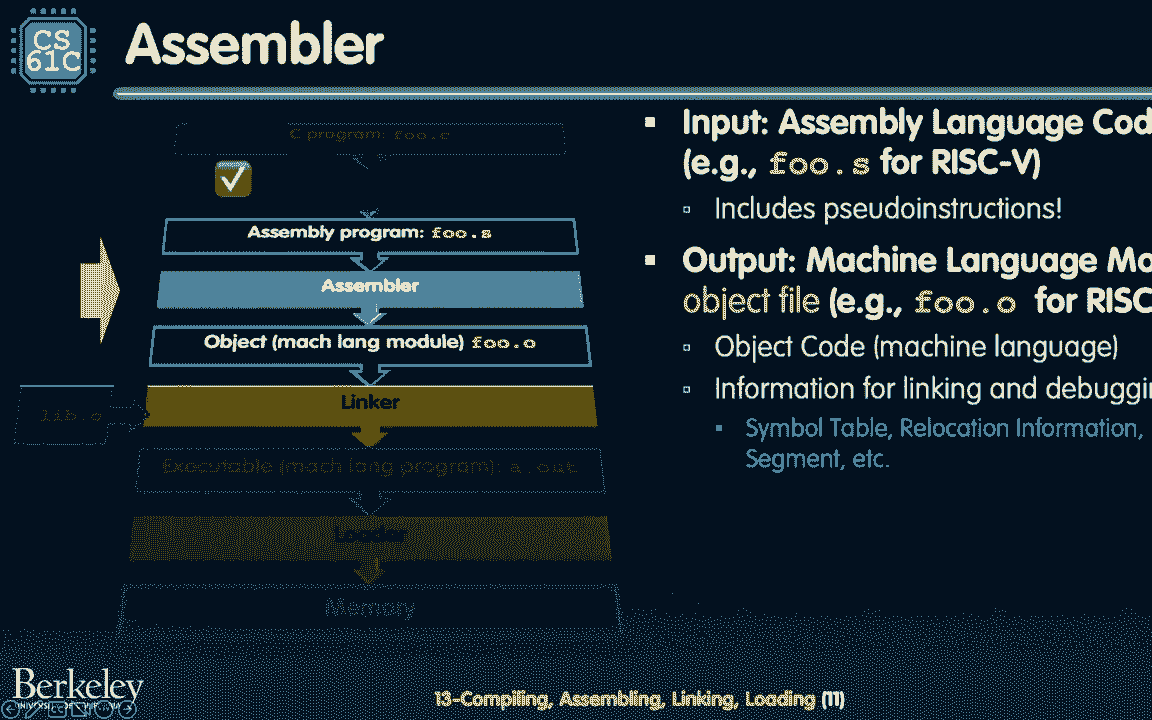 CS
61C
Assembler
C program: foo.c
Assembly program: foo.s
Assembler
Object (mach lang module) foo.o
Linker
lib.o
Executable (mach lang program): a.out
Loader
Memory
Input: Assembly Language Cod
(e.g., foo.s for RISC-V)
Includes pseudoinstructions!
Output: Machine Language Mo
object file (e.g., foo.o for RISC
Object Code (machine language)
Information for linking and debuggin
Symbol Table, Relocation Information,
Segment, etc.
Berkeley
13-Compiling, Assembling, Linking, Loading (11)